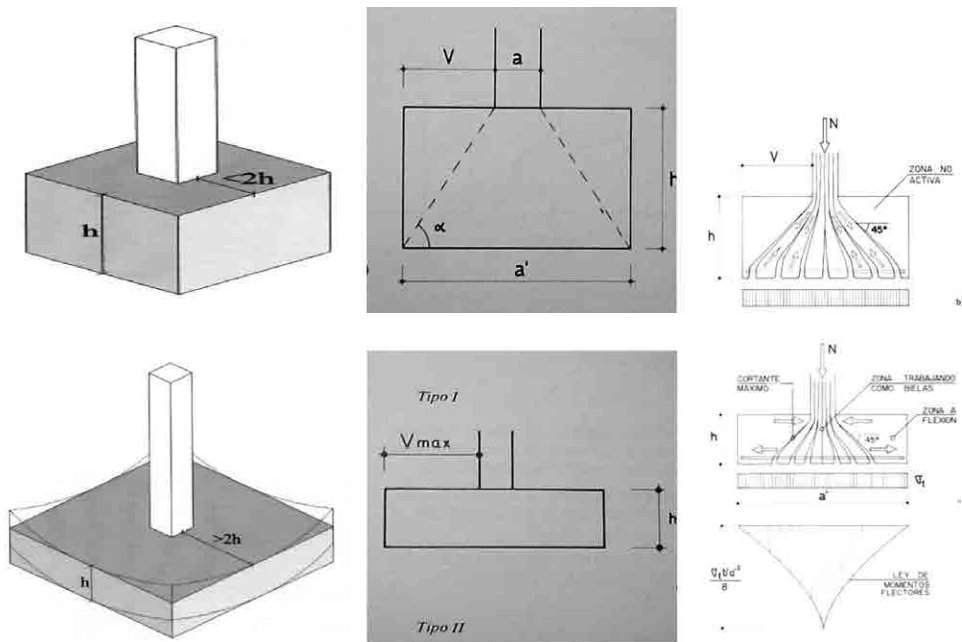 <2h
h
V
a
H
α
a'
N
V
ZONA NO
ACTIVA
h
45°
b
>2h
h
Tipo I
Vmax
h
Tipo II
N
CORTANTE
MAXIMO
ZONA TRABAJANDO
COMO BIELAS
ZONA A
FLEXION
h
45°
a'
LEY DE
MOMENTOS
FLECTORES
8